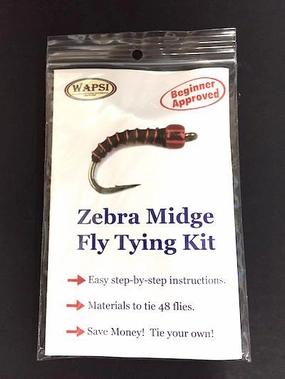 WAPSI
Beginner
Approved
Zebra Midge
Fly Tying Kit
Easy step-by-step instructions.
Materials to tie 48 flies.
Save Money! Tie your own!